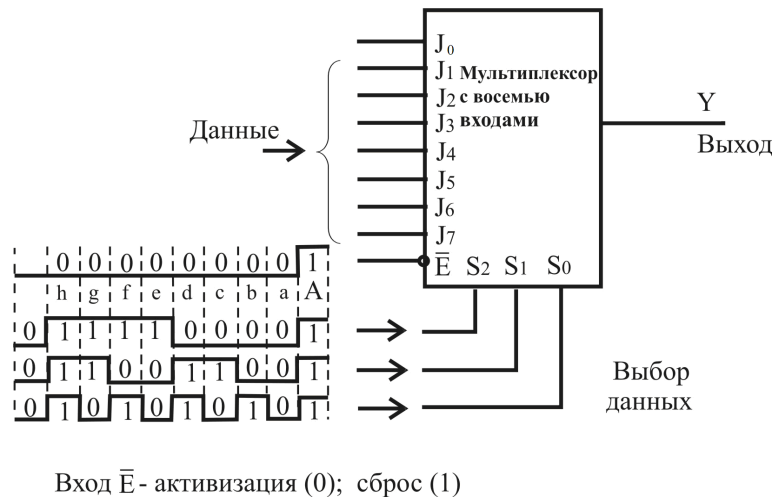 J0
J1 Мультиплексор
J2 с восемью
J3 входами
J4
J5
J6
J7
Данные
Y
Выход
E̅ S2 S1 S0
0 0 0 0 0 0 0 0 1
h g f e d c b a A
0 1 1 1 1 0 0 0 0 1
0 1 1 0 0 1 1 0 0 1
0 1 0 1 0 1 0 1 0 1
Выбор
данных
Вход E̅ - активизация (0); сброс (1)